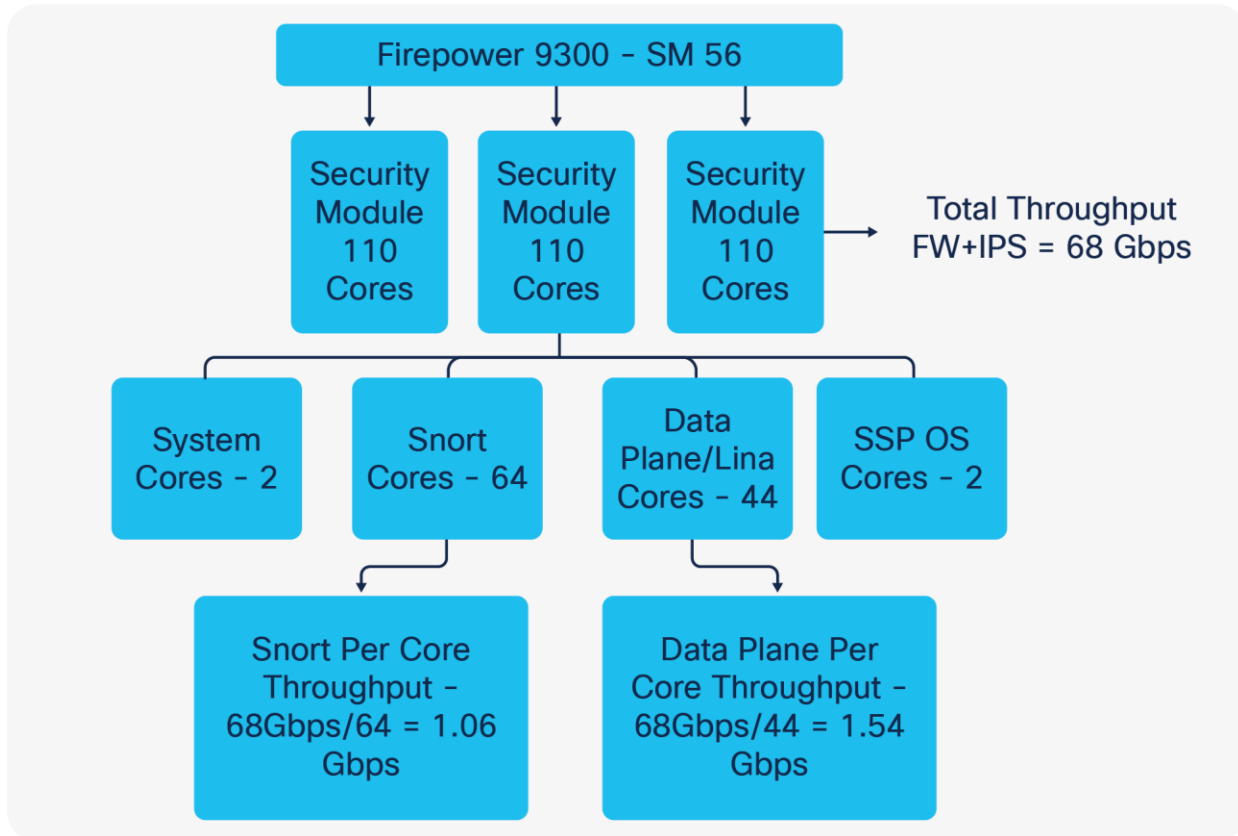 Firepower 9300 - SM 56
Security
Module
110
Cores
Security
Module
110
Cores
Security
Module
110
Cores
Total Throughput
FW+IPS = 68 Gbps
System
Cores - 2
Snort
Cores - 64
Data
Plane/Lina
Cores - 44
SSP OS
Cores - 2
Snort Per Core
Throughput -
68Gbps/64 = 1.06
Gbps
Data Plane Per
Core Throughput -
68Gbps/44 = 1.54
Gbps